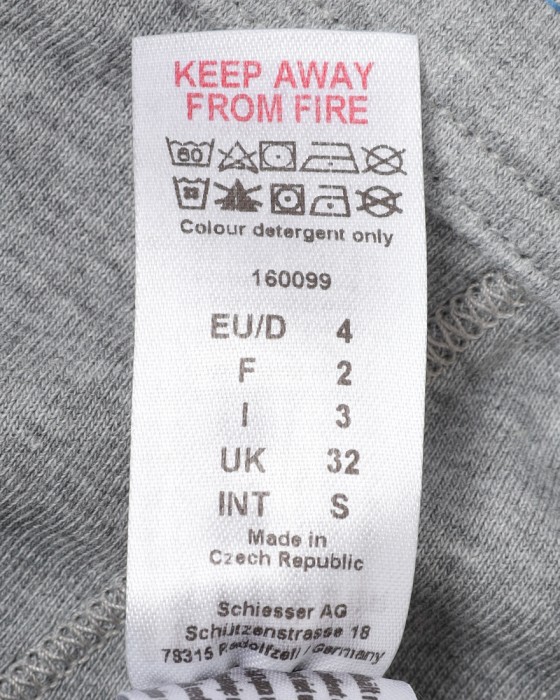 KEEP AWAY
FROM FIRE
60
Colour detergent only
160099
EU/D 4
F 2
I 3
UK 32
INT S
Made in
Czech Republic
Schiesser AG
Schützenstrasse 18
78315 Radolfzell / Germany